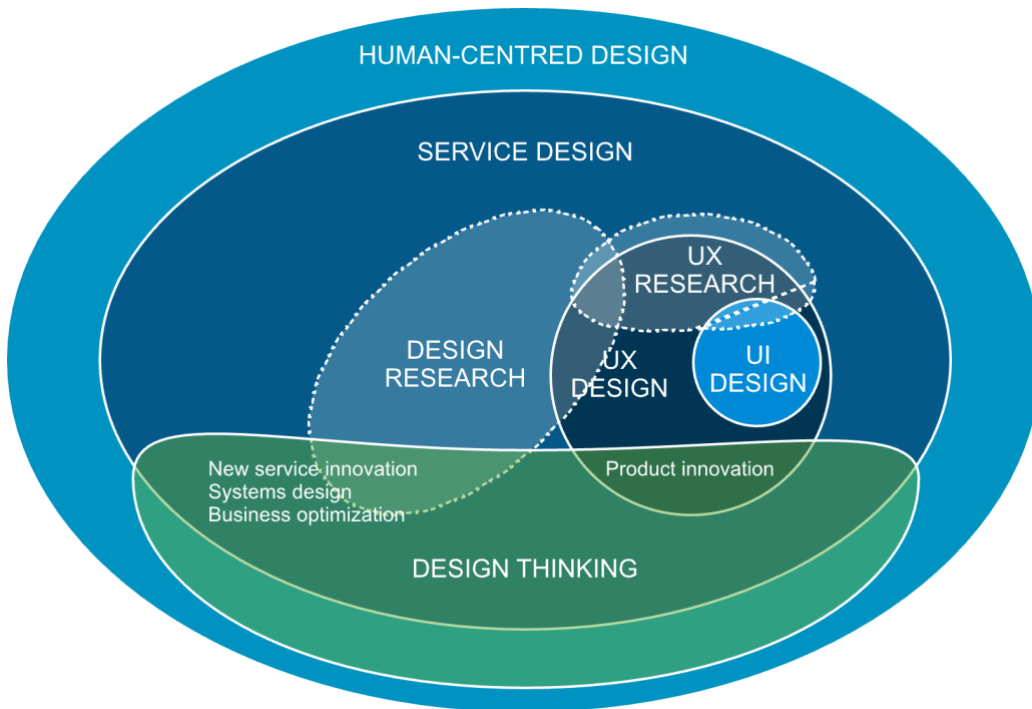 HUMAN-CENTRED DESIGN
SERVICE DESIGN
UX
RESEARCH
DESIGN
RESEARCH
UX
DESIGN
UI
DESIGN
New service innovation
Systems design
Business optimization
Product innovation
DESIGN THINKING